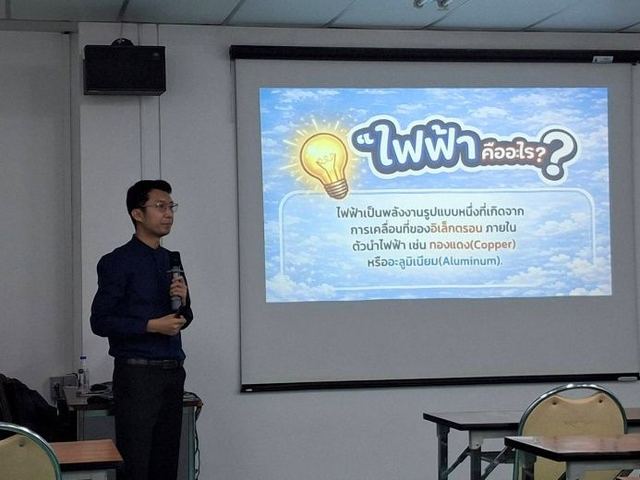 “ไฟฟ้า คืออะไร? ?
ไฟฟ้าเป็นพลังงานรูปแบบหนึ่งที่เกิดจาก
การเคลื่อนที่ของอิเล็กตรอน ภายใน
ตัวนำไฟฟ้า เช่น ทองแดง(Copper)
หรืออะลูมิเนียม(Aluminum).